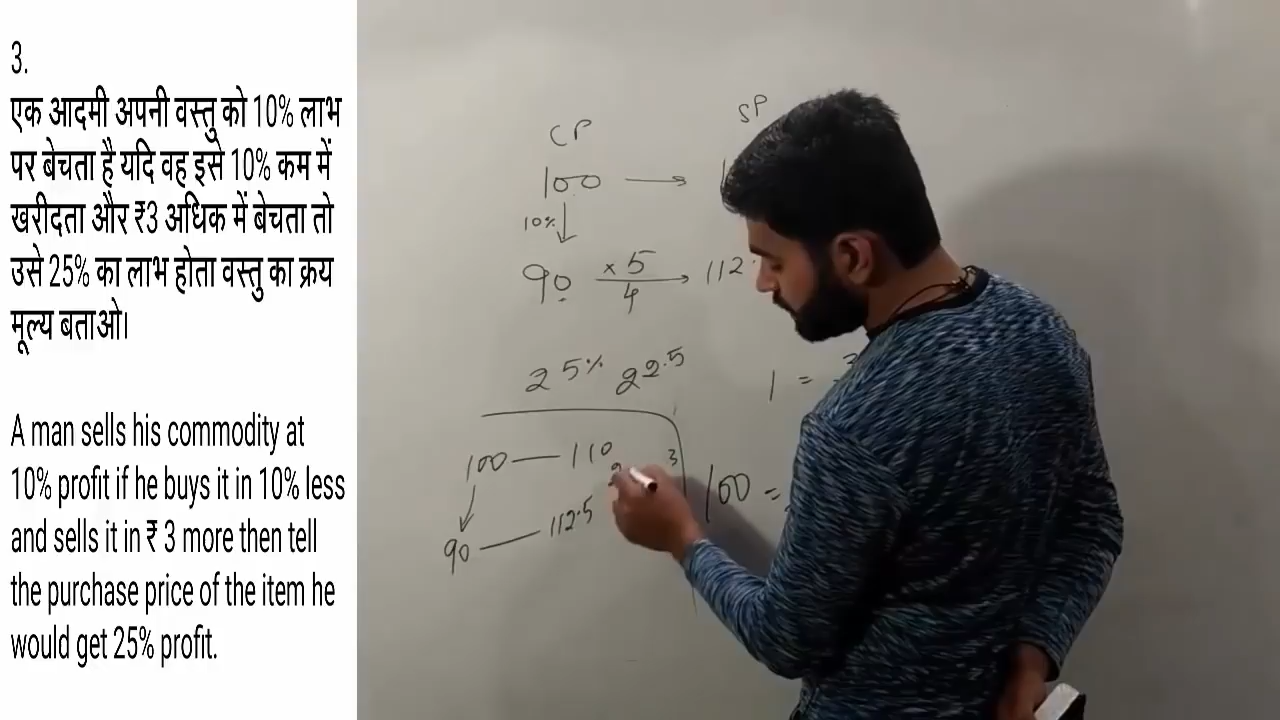 3.
एक आदमी अपनी वस्तु को 10% लाभ
पर बेचता है यदि वह इसे 10% कम में
खरीदता और ₹3 अधिक में बेचता तो
उसे 25% का लाभ होता वस्तु का क्रय
मूल्य बताओ।
A man sells his commodity at
10% profit if he buys it in 10% less
and sells it in ₹ 3 more then tell
the purchase price of the item he
would get 25% profit.
CP SP
100
10%
90 × 5/4 112.
25% 22.5
1 =
100 110 3
100 =
90 112.5